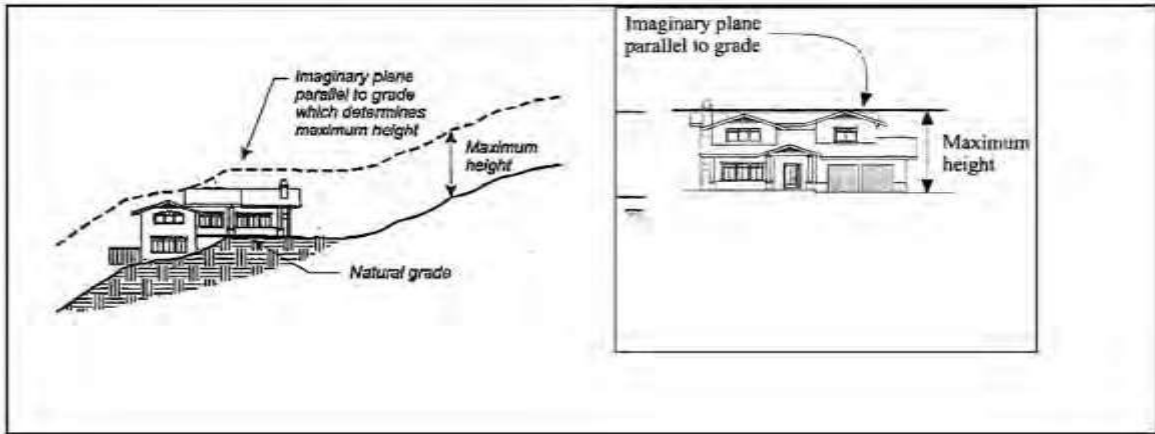 Imaginary plane
parallel to grade
which determines
maximum height
Maximum
height
Natural grade
Imaginary plane
parallel to grade
Maximum
height